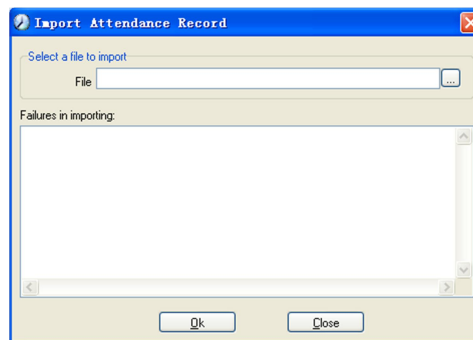 Import Attendance Record
Select a file to import
File
...
Failures in importing:
Ok
Close